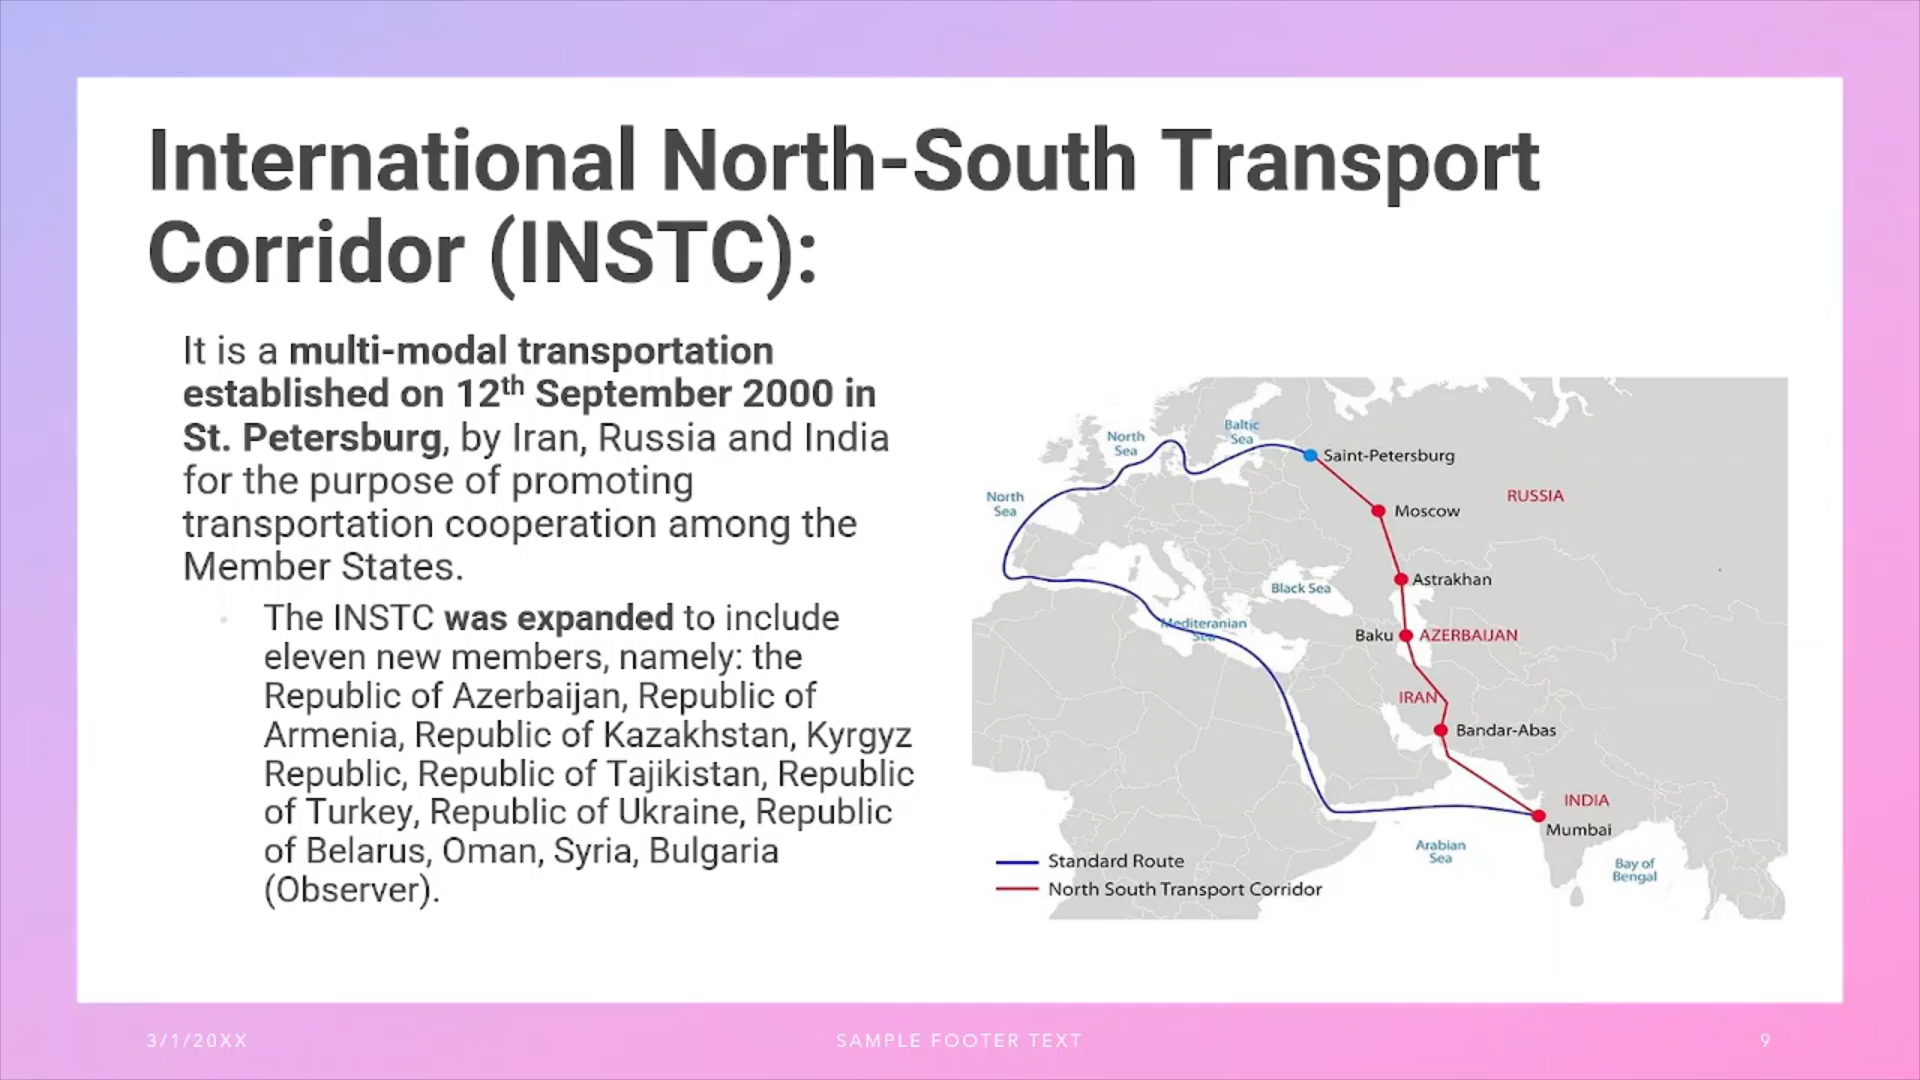 International North-South Transport
Corridor (INSTC):
It is a multi-modal transportation
established on 12th September 2000 in
St. Petersburg, by Iran, Russia and India
for the purpose of promoting
transportation cooperation among the
Member States.
The INSTC was expanded to include
eleven new members, namely: the
Republic of Azerbaijan, Republic of
Armenia, Republic of Kazakhstan, Kyrgyz
Republic, Republic of Tajikistan, Republic
of Turkey, Republic of Ukraine, Republic
of Belarus, Oman, Syria, Bulgaria
(Observer).
Baltic
Sea
North
Sea
Saint-Petersburg
North
Sea
RUSSIA
Moscow
Astrakhan
Black Sea
Mediteranian
Sea
Baku
AZERBAIJAN
IRAN
Bandar-Abas
INDIA
Mumbai
Arabian
Sea
Bay of
Bengal
Standard Route
North South Transport Corridor
3/1/20XX
SAMPLE FOOTER TEXT
9